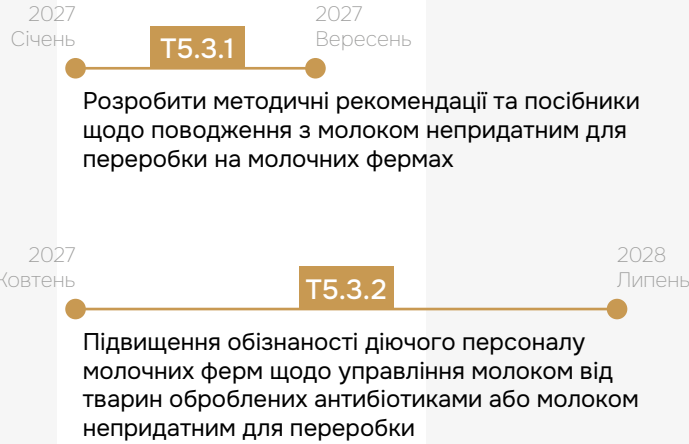 2027
Січень
Т5.3.1
2027
Вересень
Розробити методичні рекомендації та посібники
щодо поводження з молоком непридатним для
переробки на молочних фермах
2027
Жовтень
Т5.3.2
2028
Липень
Підвищення обізнаності діючого персоналу
молочних ферм щодо управління молоком від
тварин оброблених антибіотиками або молоком
непридатним для переробки